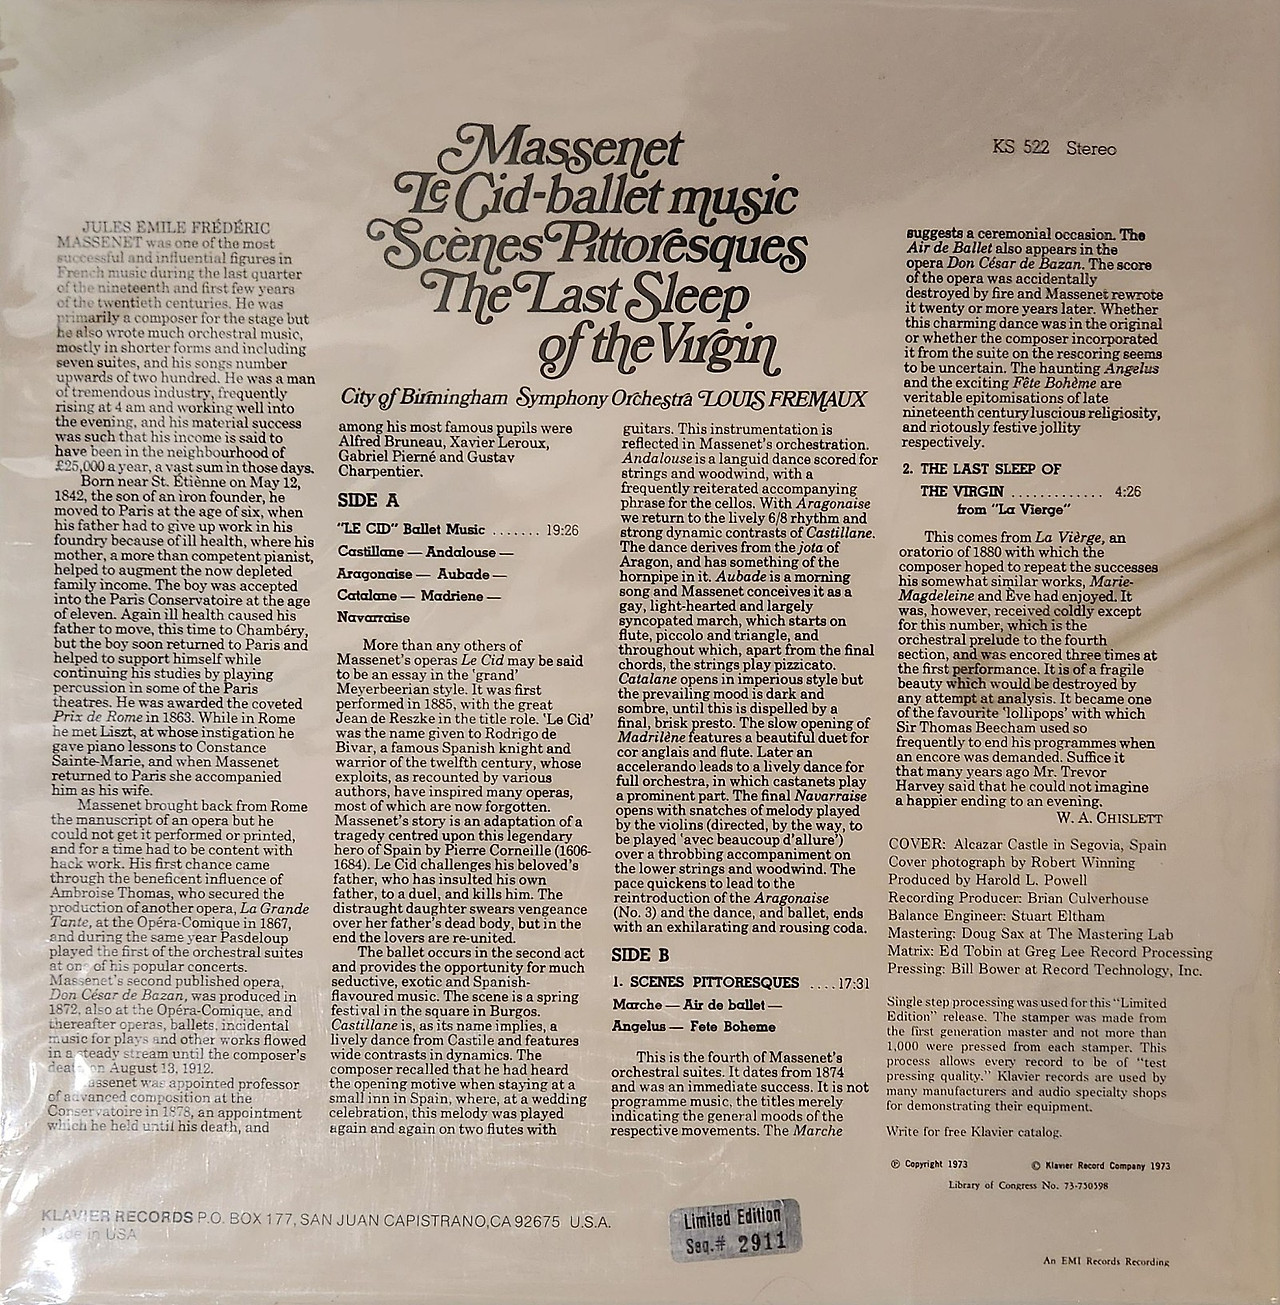 Massenet
Le Cid-ballet music
Scènes Pittoresques
The Last Sleep
of the Virgin
City of Birmingham Symphony Orchestra LOUIS FREMAUX
KS 522 Stereo
JULES EMILE FRÉDÉRIC
MASSENET was one of the most
successful and influential figures in
French music during the last quarter
of the nineteenth and first few years
of the twentieth centuries. He was
primarily a composer for the stage but
he also wrote much orchestral music,
mostly in shorter forms and including
seven suites, and his songs number
upwards of two hundred. He was a man
of tremendous industry, frequently
rising at 4 am and working well into
the evening, and his material success
was such that his income is said to
have been in the neighbourhood of
£25,000 a year, a vast sum in those days.
Born near St. Étiènne on May 12,
1842, the son of an iron founder, he
moved to Paris at the age of six, when
his father had to give up work in his
foundry because of ill health, where his
mother, a more than competent pianist,
helped to augment the now depleted
family income. The boy was accepted
into the Paris Conservatoire at the age
of eleven. Again ill health caused his
father to move, this time to Chambéry,
but the boy soon returned to Paris and
helped to support himself while
continuing his studies by playing
percussion in some of the Paris
theatres. He was awarded the coveted
Prix de Rome in 1863. While in Rome
he met Liszt, at whose instigation he
gave piano lessons to Constance
Sainte-Marie, and when Massenet
returned to Paris she accompanied
him as his wife.
Massenet brought back from Rome
the manuscript of an opera but he
could not get it performed or printed,
and for a time had to be content with
hack work. His first chance came
through the beneficent influence of
Ambroise Thomas, who secured the
production of another opera, La Grande
Tante, at the Opéra-Comique in 1867,
and during the same year Pasdeloup
played the first of the orchestral suites
at one of his popular concerts.
Massenet's second published opera,
Don César de Bazan, was produced in
1872, also at the Opéra-Comique, and
thereafter operas, ballets, incidental
music for plays and other works flowed
in a steady stream until the composer's
death on August 13, 1912.
Massenet was appointed professor
of advanced composition at the
Conservatoire in 1878, an appointment
which he held until his death, and
among his most famous pupils were
Alfred Bruneau, Xavier Leroux,
Gabriel Pierné and Gustav
Charpentier.
SIDE A
"LE CID" Ballet Music ....... 19:26
Castillane — Andalouse —
Aragonaise — Aubade —
Catalane — Madriene —
Navarraise
More than any others of
Massenet's operas Le Cid may be said
to be an essay in the 'grand'
Meyerbeerian style. It was first
performed in 1885, with the great
Jean de Reszke in the title role. 'Le Cid'
was the name given to Rodrigo de
Bivar, a famous Spanish knight and
warrior of the twelfth century, whose
exploits, as recounted by various
authors, have inspired many operas,
most of which are now forgotten.
Massenet's story is an adaptation of a
tragedy centred upon this legendary
hero of Spain by Pierre Corneille (1606-
1684). Le Cid challenges his beloved's
father, who has insulted his own
father, to a duel, and kills him. The
distraught daughter swears vengeance
over her father's dead body, but in the
end the lovers are re-united.
The ballet occurs in the second act
and provides the opportunity for much
seductive, exotic and Spanish-
flavoured music. The scene is a spring
festival in the square in Burgos.
Castillane is, as its name implies, a
lively dance from Castile and features
wide contrasts in dynamics. The
composer recalled that he had heard
the opening motive when staying at a
small inn in Spain, where, at a wedding
celebration, this melody was played
again and again on two flutes with
guitars. This instrumentation is
reflected in Massenet's orchestration.
Andalouse is a languid dance scored for
strings and woodwind, with a
frequently reiterated accompanying
phrase for the cellos. With Aragonaise
we return to the lively 6/8 rhythm and
strong dynamic contrasts of Castillane.
The dance derives from the jota of
Aragon, and has something of the
hornpipe in it. Aubade is a morning
song and Massenet conceives it as a
gay, light-hearted and largely
syncopated march, which starts on
flute, piccolo and triangle, and
throughout which, apart from the final
chords, the strings play pizzicato.
Catalane opens in imperious style but
the prevailing mood is dark and
sombre, until this is dispelled by a
final, brisk presto. The slow opening of
Madrilène features a beautiful duet for
cor anglais and flute. Later an
accelerando leads to a lively dance for
full orchestra, in which castanets play
a prominent part. The final Navarraise
opens with snatches of melody played
by the violins (directed, by the way, to
be played 'avec beaucoup d'allure')
over a throbbing accompaniment on
the lower strings and woodwind. The
pace quickens to lead to the
reintroduction of the Aragonaise
(No. 3) and the dance, and ballet, ends
with an exhilarating and rousing coda.
SIDE B
1. SCENES PITTORESQUES ....17:31
Marche — Air de ballet —
Angelus — Fete Boheme
This is the fourth of Massenet's
orchestral suites. It dates from 1874
and was an immediate success. It is not
programme music, the titles merely
indicating the general moods of the
respective movements. The Marche
suggests a ceremonial occasion. The
Air de Ballet also appears in the
opera Don César de Bazan. The score
of the opera was accidentally
destroyed by fire and Massenet rewrote
it twenty or more years later. Whether
this charming dance was in the original
or whether the composer incorporated
it from the suite on the rescoring seems
to be uncertain. The haunting Angelus
and the exciting Fête Bohème are
veritable epitomisations of late
nineteenth century luscious religiosity,
and riotously festive jollity
respectively.
2. THE LAST SLEEP OF
THE VIRGIN ............. 4:26
from "La Vierge"
This comes from La Vièrge, an
oratorio of 1880 with which the
composer hoped to repeat the successes
his somewhat similar works, Marie-
Magdeleine and Ève had enjoyed. It
was, however, received coldly except
for this number, which is the
orchestral prelude to the fourth
section, and was encored three times at
the first performance. It is of a fragile
beauty which would be destroyed by
any attempt at analysis. It became one
of the favourite 'lollipops' with which
Sir Thomas Beecham used so
frequently to end his programmes when
an encore was demanded. Suffice it
that many years ago Mr. Trevor
Harvey said that he could not imagine
a happier ending to an evening.
W. A. CHISLETT
COVER: Alcazar Castle in Segovia, Spain
Cover photograph by Robert Winning
Produced by Harold L. Powell
Recording Producer: Brian Culverhouse
Balance Engineer: Stuart Eltham
Mastering: Doug Sax at The Mastering Lab
Matrix: Ed Tobin at Greg Lee Record Processing
Pressing: Bill Bower at Record Technology, Inc.
Single step processing was used for this "Limited
Edition" release. The stamper was made from
the first generation master and not more than
1,000 were pressed from each stamper. This
process allows every record to be of "test
pressing quality." Klavier records are used by
many manufacturers and audio specialty shops
for demonstrating their equipment.
Write for free Klavier catalog.
℗ Copyright 1973 © Klavier Record Company 1973
Library of Congress No. 73-750598
KLAVIER RECORDS P.O. BOX 177, SAN JUAN CAPISTRANO, CA 92675 U.S.A.
Made in USA
Limited Edition
Seq.# 2911
An EMI Records Recording